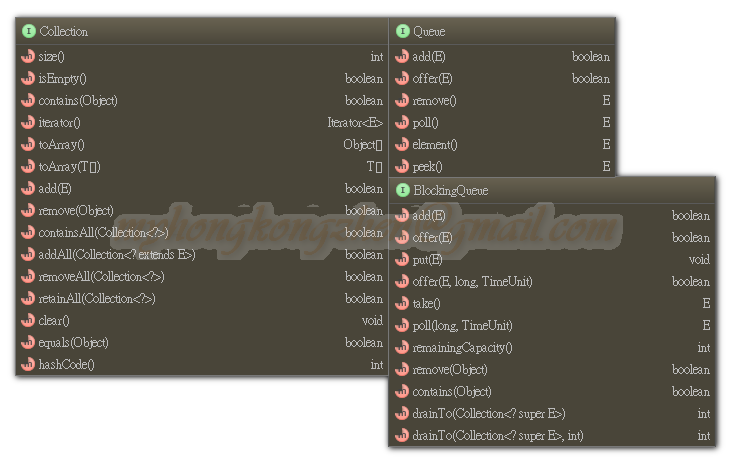 Collection
size() int
isEmpty() boolean
contains(Object) boolean
iterator() Iterator<E>
toArray() Object[]
toArray(T[]) T[]
add(E) boolean
remove(Object) boolean
containsAll(Collection<?>) boolean
addAll(Collection<? extends E>) boolean
removeAll(Collection<?>) boolean
retainAll(Collection<?>) boolean
clear() void
equals(Object) boolean
hashCode() int
Queue
add(E) boolean
offer(E) boolean
remove() E
poll() E
element() E
peek() E
BlockingQueue
add(E) boolean
offer(E) boolean
put(E) void
offer(E, long, TimeUnit) boolean
take() E
poll(long, TimeUnit) E
remainingCapacity() int
remove(Object) boolean
contains(Object) boolean
drainTo(Collection<? super E>) int
drainTo(Collection<? super E>, int) int